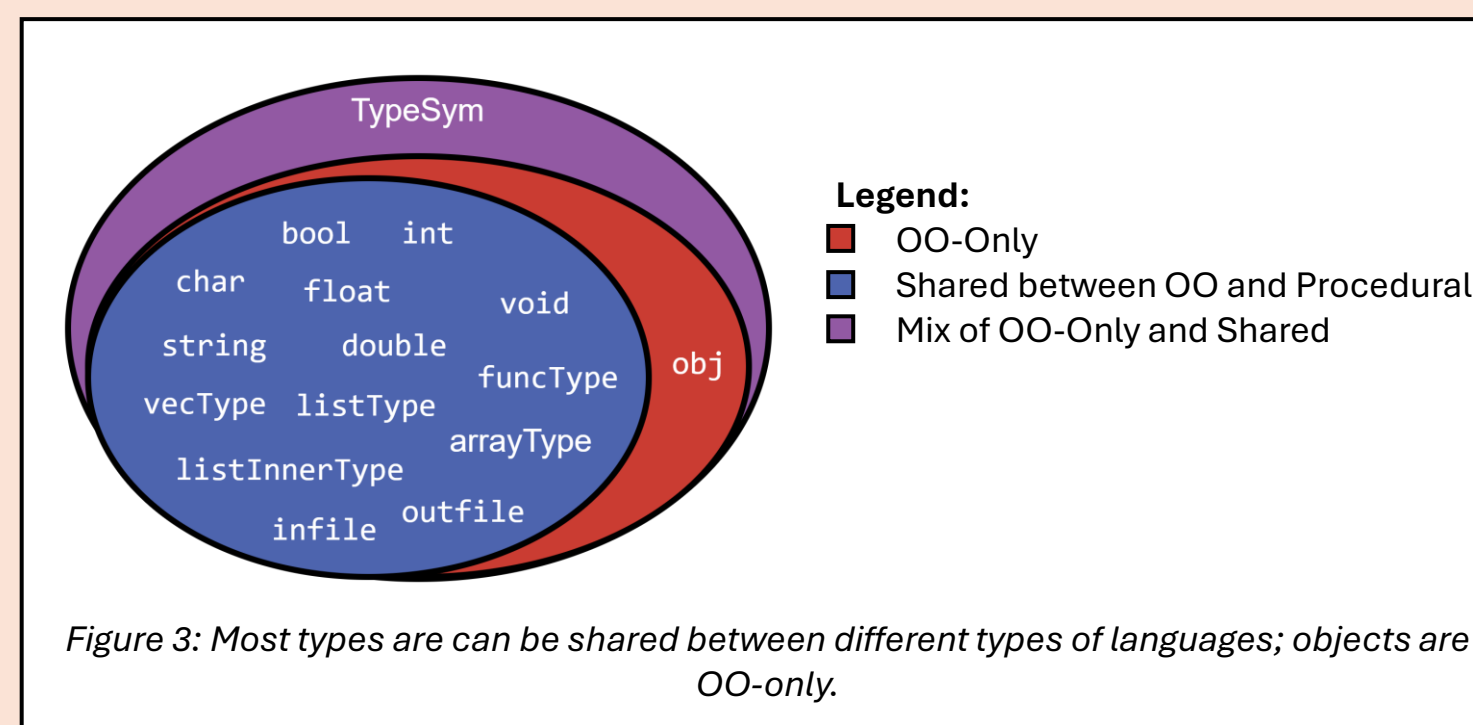 TypeSym
bool int
char float void
string double
funcType obj
vecType listType
arrayType
listInnerType
outfile
infile
Legend:
OO-Only
Shared between OO and Procedural
Mix of OO-Only and Shared
Figure 3: Most types are can be shared between different types of languages; objects are
OO-only.